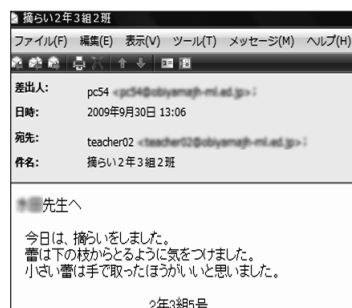 摘らい2年3組2班
ファイル(F) 編集(E) 表示(V) ツール(T) メッセージ(M) ヘルプ(H)
差出人: pc54
日時: 2009年9月30日 13:06
宛先: teacher02
件名: 摘らい2年3組2班
先生へ
今日は、摘らいをしました。
蕾は下の枝からとるように気をつけました。
小さい蕾は手で取ったほうがいいと思いました。
2年3組5号